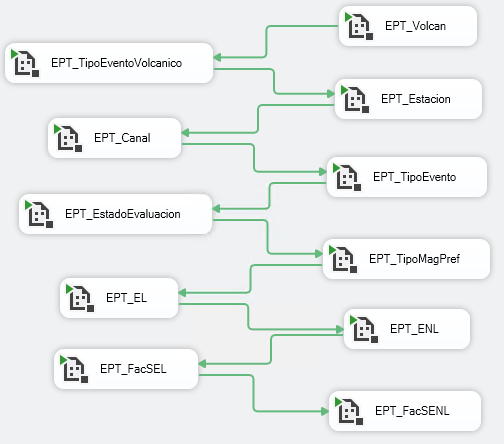 EPT_Volcan
EPT_TipoEventoVolcanico
EPT_Estacion
EPT_Canal
EPT_TipoEvento
EPT_EstadoEvaluacion
EPT_TipoMagPref
EPT_EL
EPT_ENL
EPT_FacSEL
EPT_FacSENL